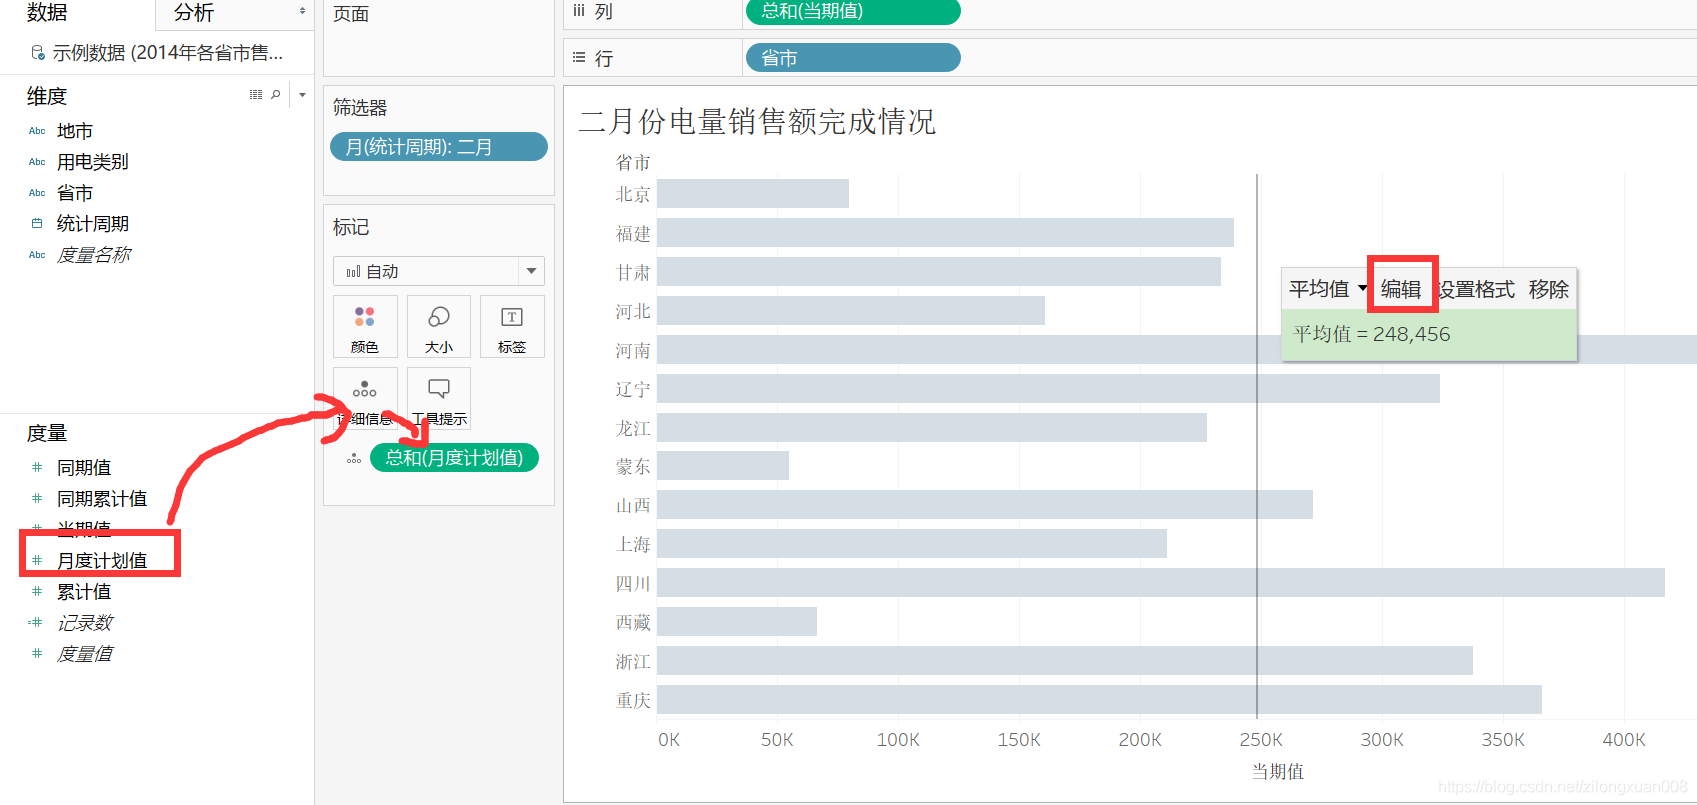 数据
分析
示例数据 (2014年各省市售...
维度
Abc 地市
Abc 用电类别
Abc 省市
统计周期
Abc 度量名称
度量
# 同期值
# 同期累计值
# 当期值
# 月度计划值
# 累计值
=# 记录数
# 度量值
页面
筛选器
月(统计周期): 二月
标记
自动
颜色
大小
T
标签
详细信息
工具提示
总和(月度计划值)
列
总和(当期值)
行
省市
二月份电量销售额完成情况
省市
北京
福建
甘肃
河北
河南
辽宁
龙江
蒙东
山西
上海
四川
西藏
浙江
重庆
平均值
编辑
设置格式
移除
平均值 = 248,456
0K
50K
100K
150K
200K
250K
300K
350K
400K
当期值
https://blog.csdn.net/zilongxuan008